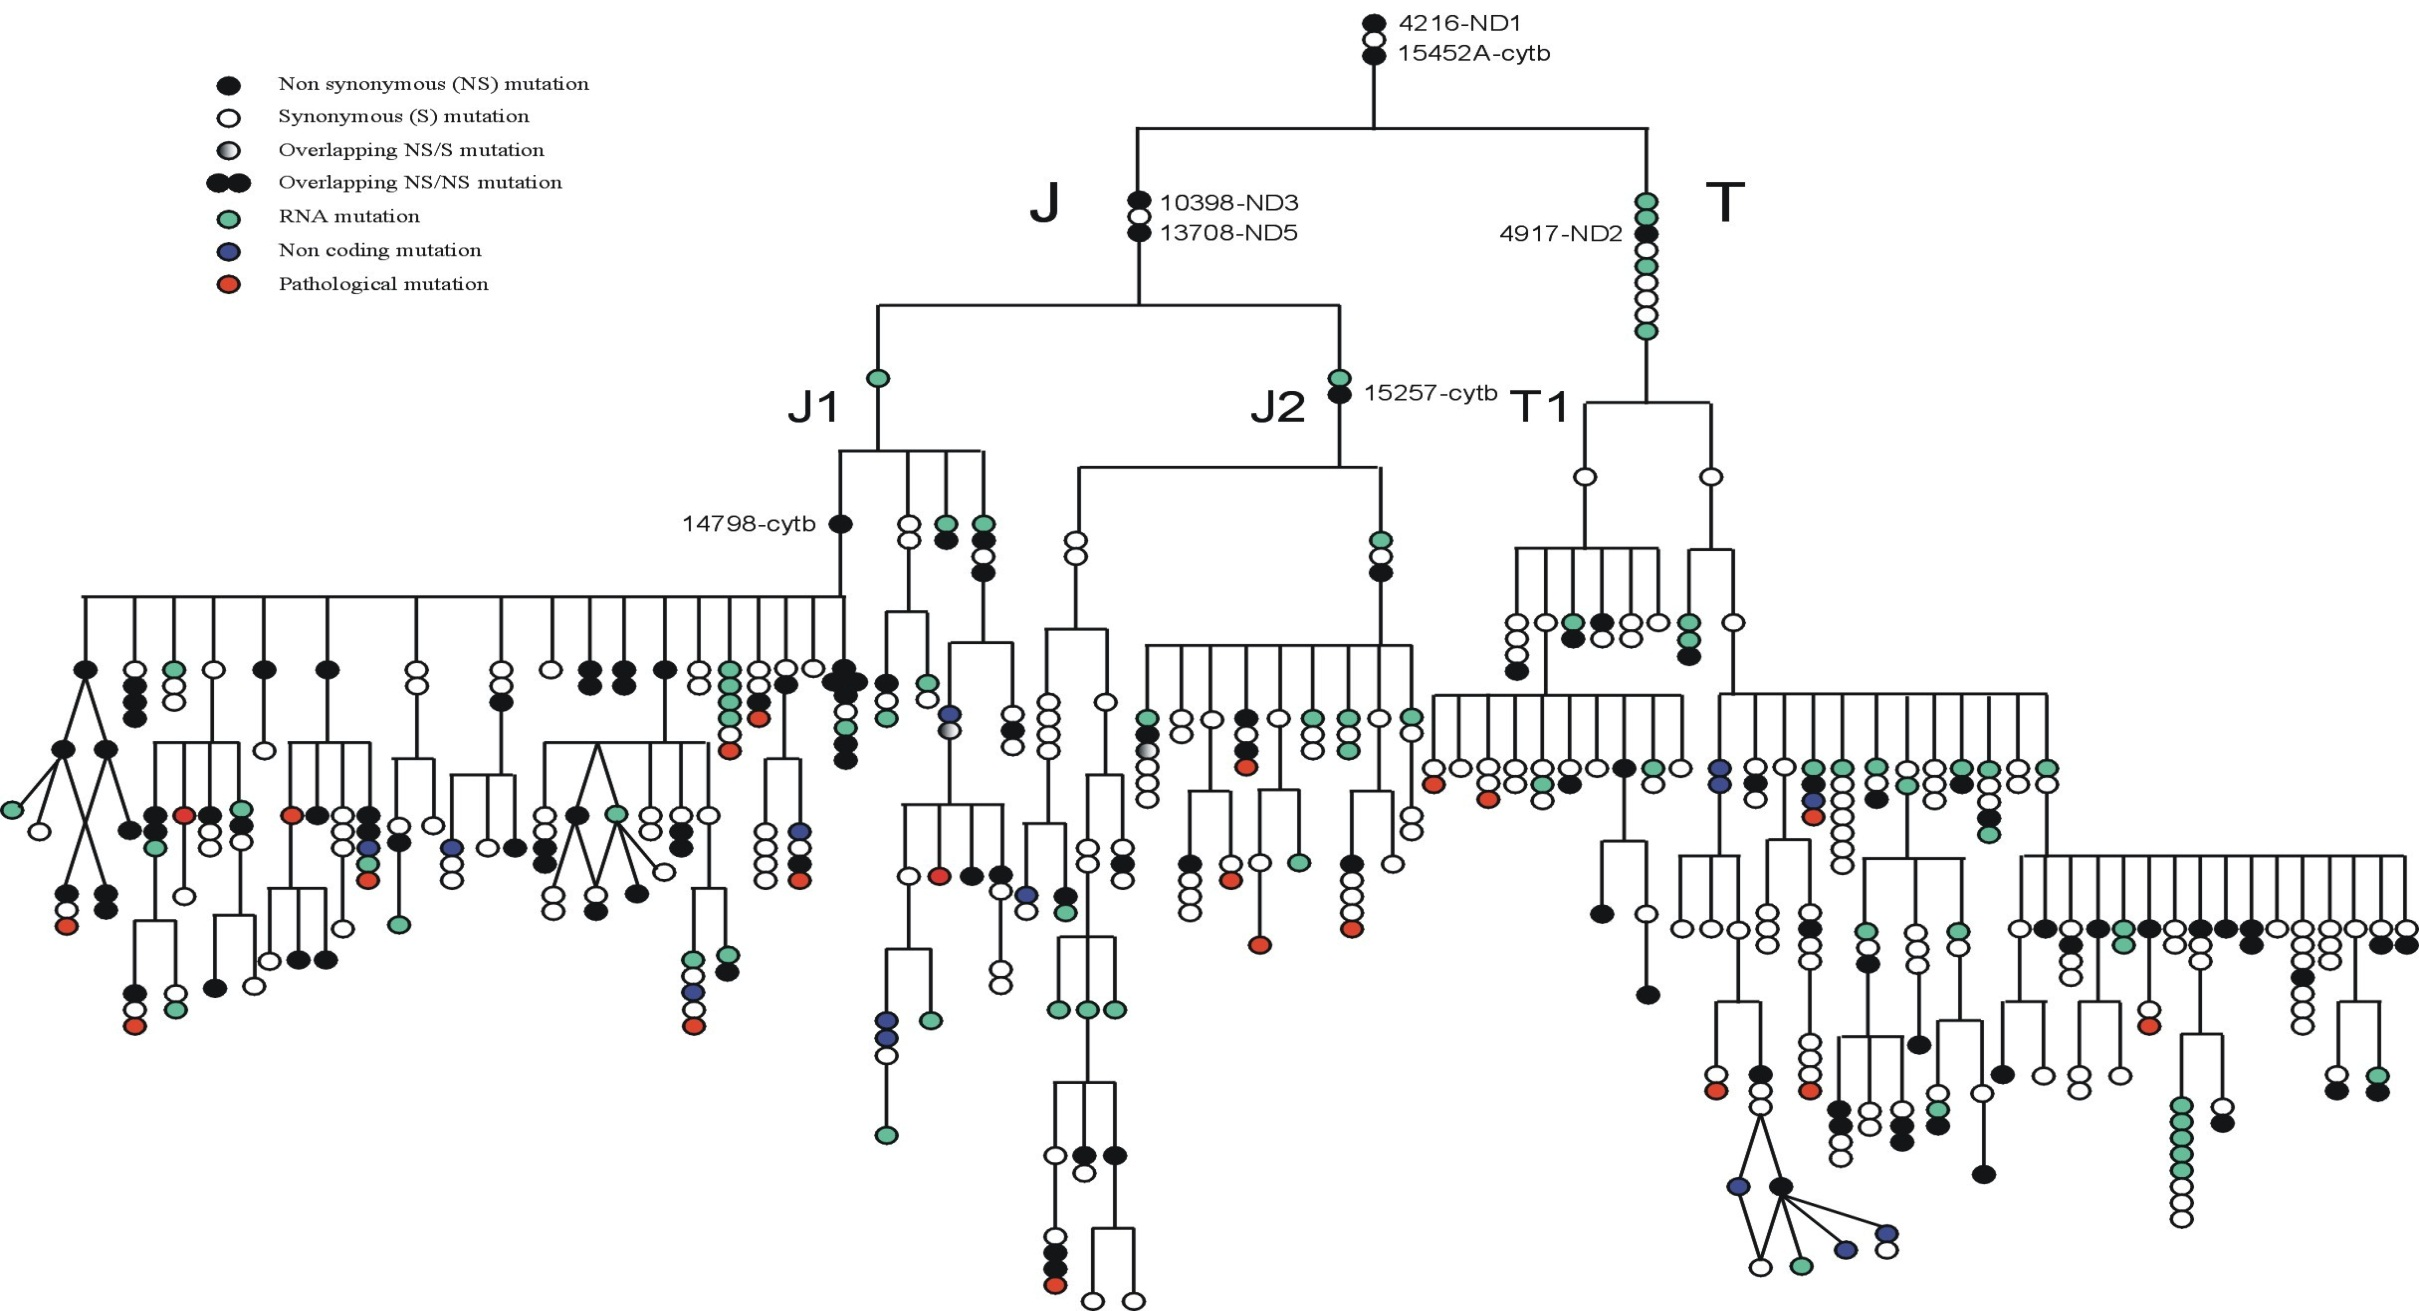 4216-ND1
15452A-cytb
Non synonymous (NS) mutation
Synonymous (S) mutation
Overlapping NS/S mutation
Overlapping NS/NS mutation
RNA mutation
Non coding mutation
Pathological mutation
J
10398-ND3
13708-ND5
T
4917-ND2
J1
J2
15257-cytb
T1
14798-cytb